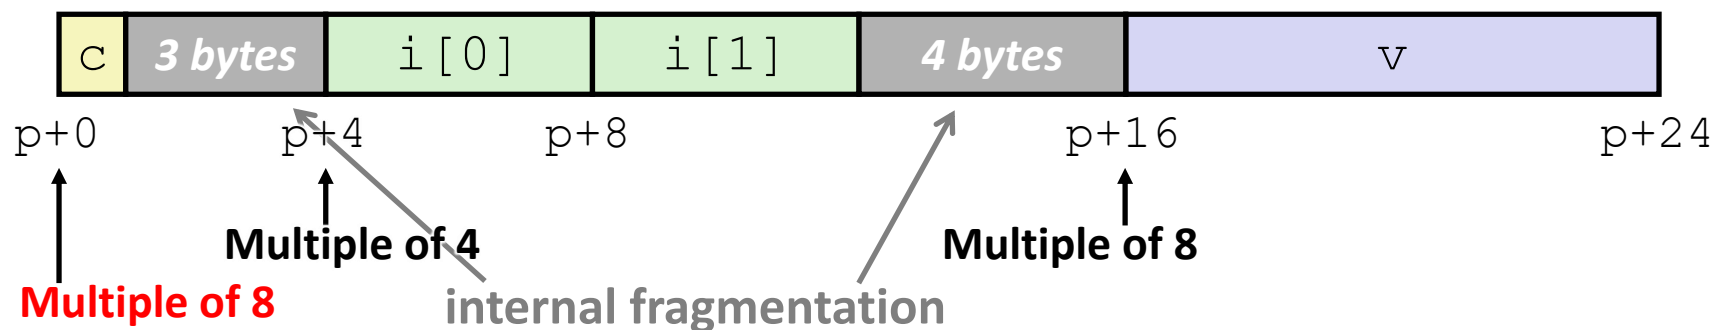 c 3 bytes i[0] i[1] 4 bytes v
p+0 p+4 p+8 p+16 p+24
Multiple of 4 Multiple of 8
Multiple of 8 internal fragmentation